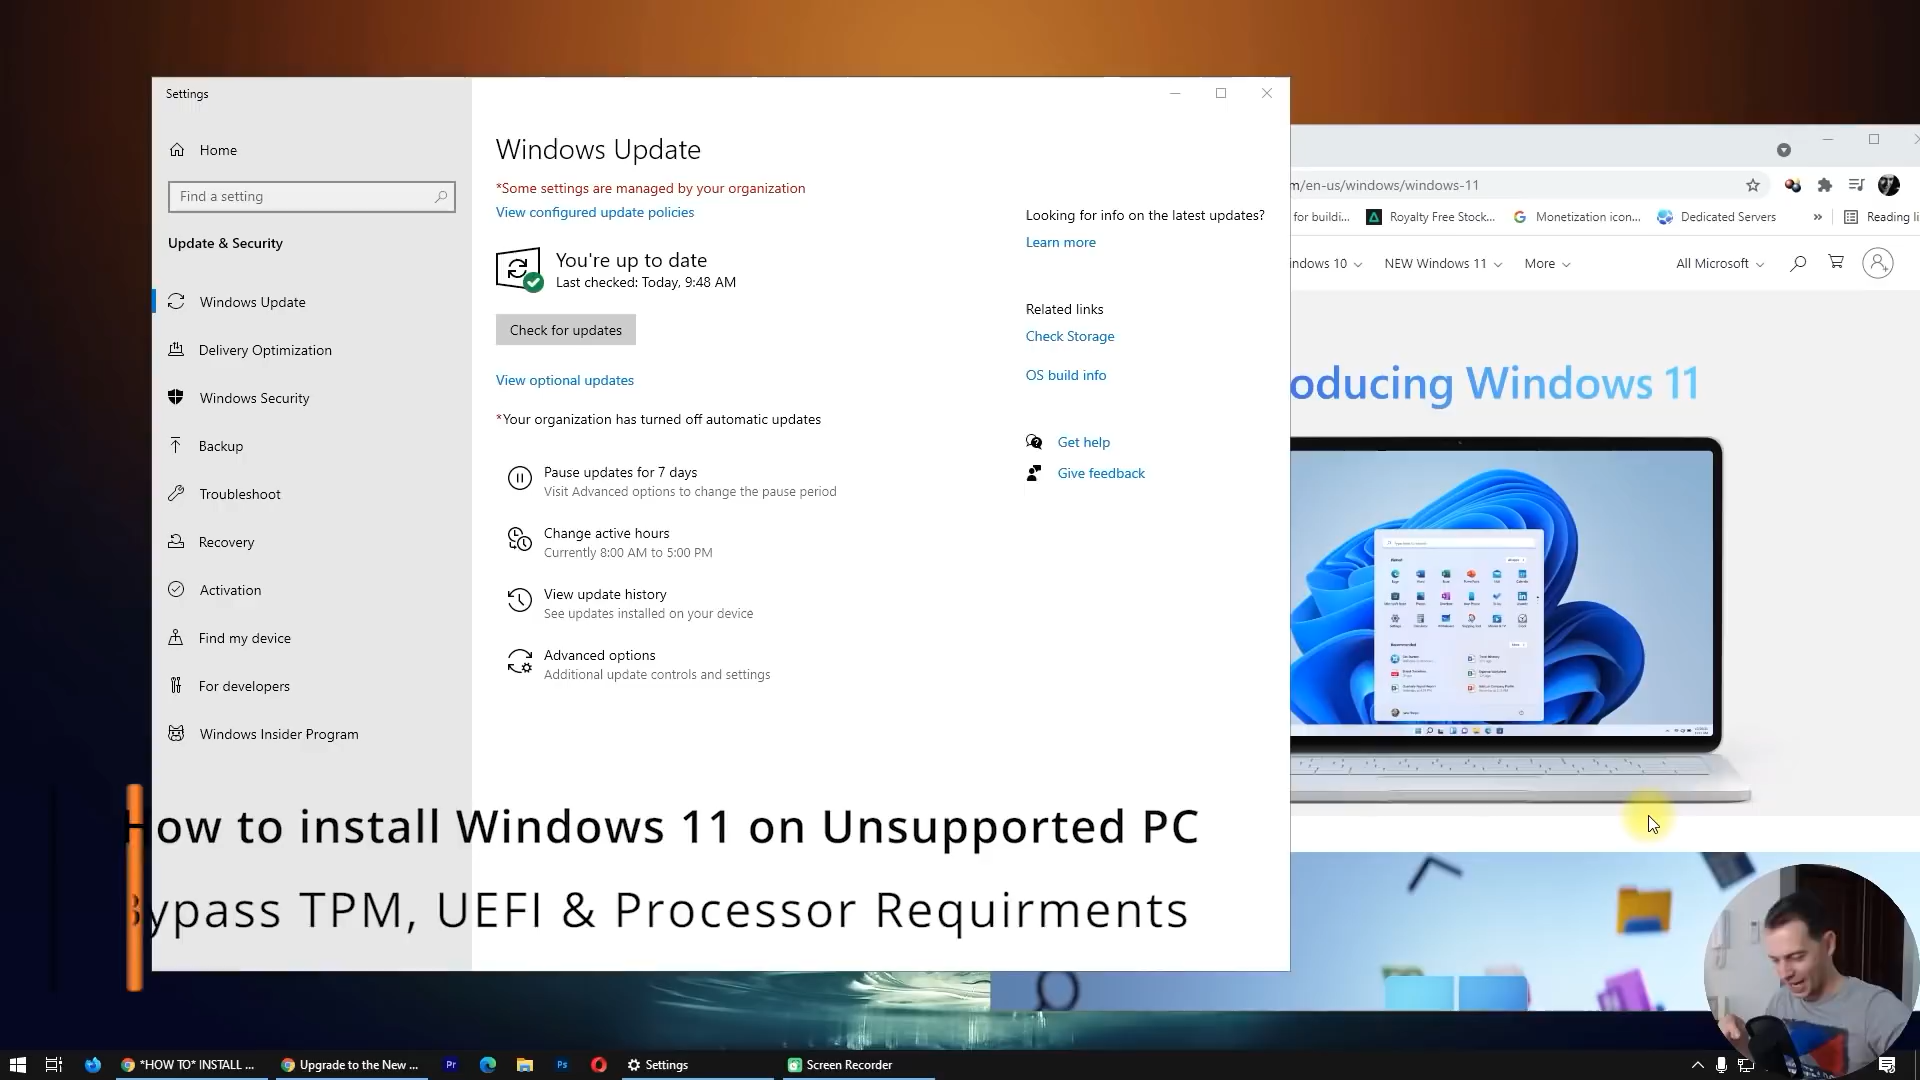 Settings
Home
Find a setting
Update & Security
Windows Update
Delivery Optimization
Windows Security
Backup
Troubleshoot
Recovery
Activation
Find my device
For developers
Windows Insider Program
Windows Update
*Some settings are managed by your organization
View configured update policies
You're up to date
Last checked: Today, 9:48 AM
Check for updates
View optional updates
*Your organization has turned off automatic updates
Pause updates for 7 days
Visit Advanced options to change the pause period
Change active hours
Currently 8:00 AM to 5:00 PM
View update history
See updates installed on your device
Advanced options
Additional update controls and settings
Looking for info on the latest updates?
Learn more
Related links
Check Storage
OS build info
Get help
Give feedback
m/en-us/windows/windows-11
for buildi... Royalty Free Stock... Monetization icon... Dedicated Servers » Reading li
indows 10 NEW Windows 11 More All Microsoft
oducing Windows 11
How to install Windows 11 on Unsupported PC
Bypass TPM, UEFI & Processor Requirments
*HOW TO* INSTALL ... Upgrade to the New ... Pr Ps Settings Screen Recorder